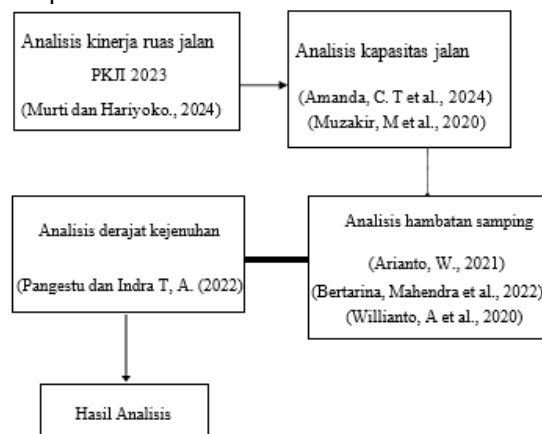 Analisis kinerja ruas jalan
PKJI 2023
(Murti dan Hariyoko., 2024)
Analisis kapasitas jalan
(Amanda, C. T et al., 2024)
(Muzakir, M et al., 2020)
Analisis hambatan samping
(Arianto, W., 2021)
(Bertarina, Mahendra et al., 2022)
(Willianto, A et al., 2020)
Analisis derajat kejenuhan
(Pangestu dan Indra T, A. (2022)
Hasil Analisis